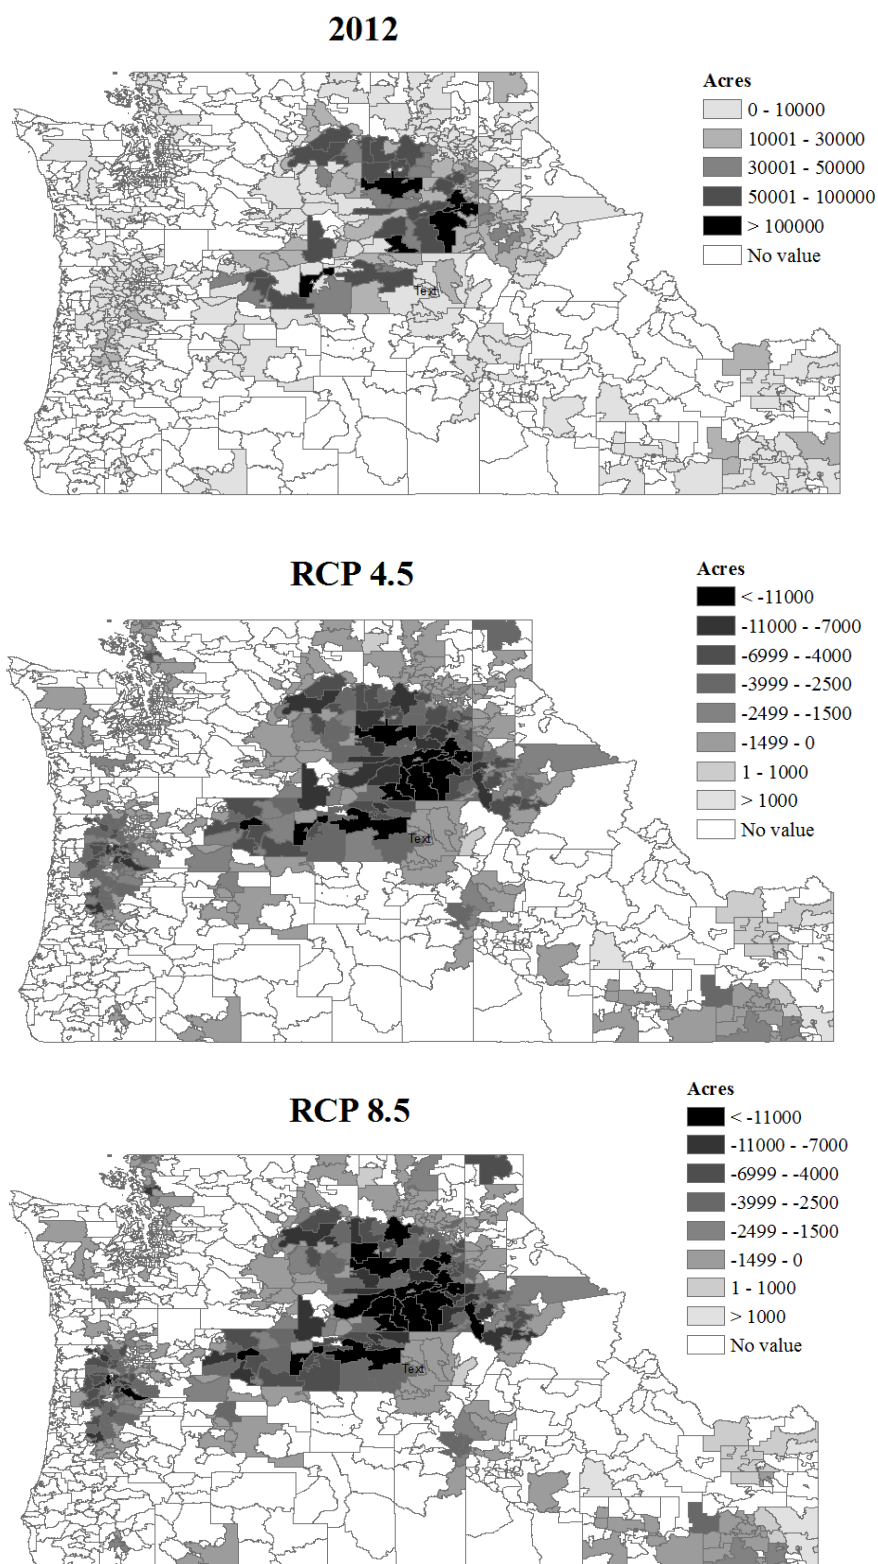 2012
Acres
0 - 10000
10001 - 30000
30001 - 50000
50001 - 100000
> 100000
No value
Text
RCP 4.5
Acres
< -11000
-11000 - -7000
-6999 - -4000
-3999 - -2500
-2499 - -1500
-1499 - 0
1 - 1000
> 1000
No value
Text
RCP 8.5
Acres
< -11000
-11000 - -7000
-6999 - -4000
-3999 - -2500
-2499 - -1500
-1499 - 0
1 - 1000
> 1000
No value
Text